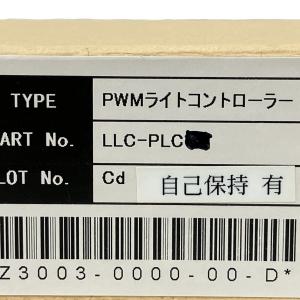 TYPE PWMライトコントローラー
ART No. LLC-PLC
LOT No. Cd 自己保持 有
Z3003-0000-00-D*